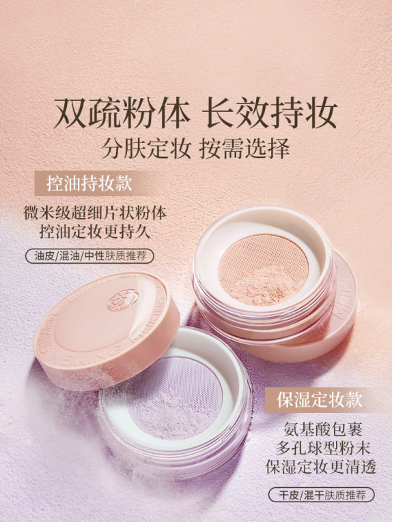 双疏粉体 长效持妆
分肤定妆 按需选择
控油持妆款
微米级超细片状粉体
控油定妆更持久
油皮/混油/中性肤质推荐
保湿定妆款
氨基酸包裹
多孔球型粉末
保湿定妆更清透
干皮/混干肤质推荐